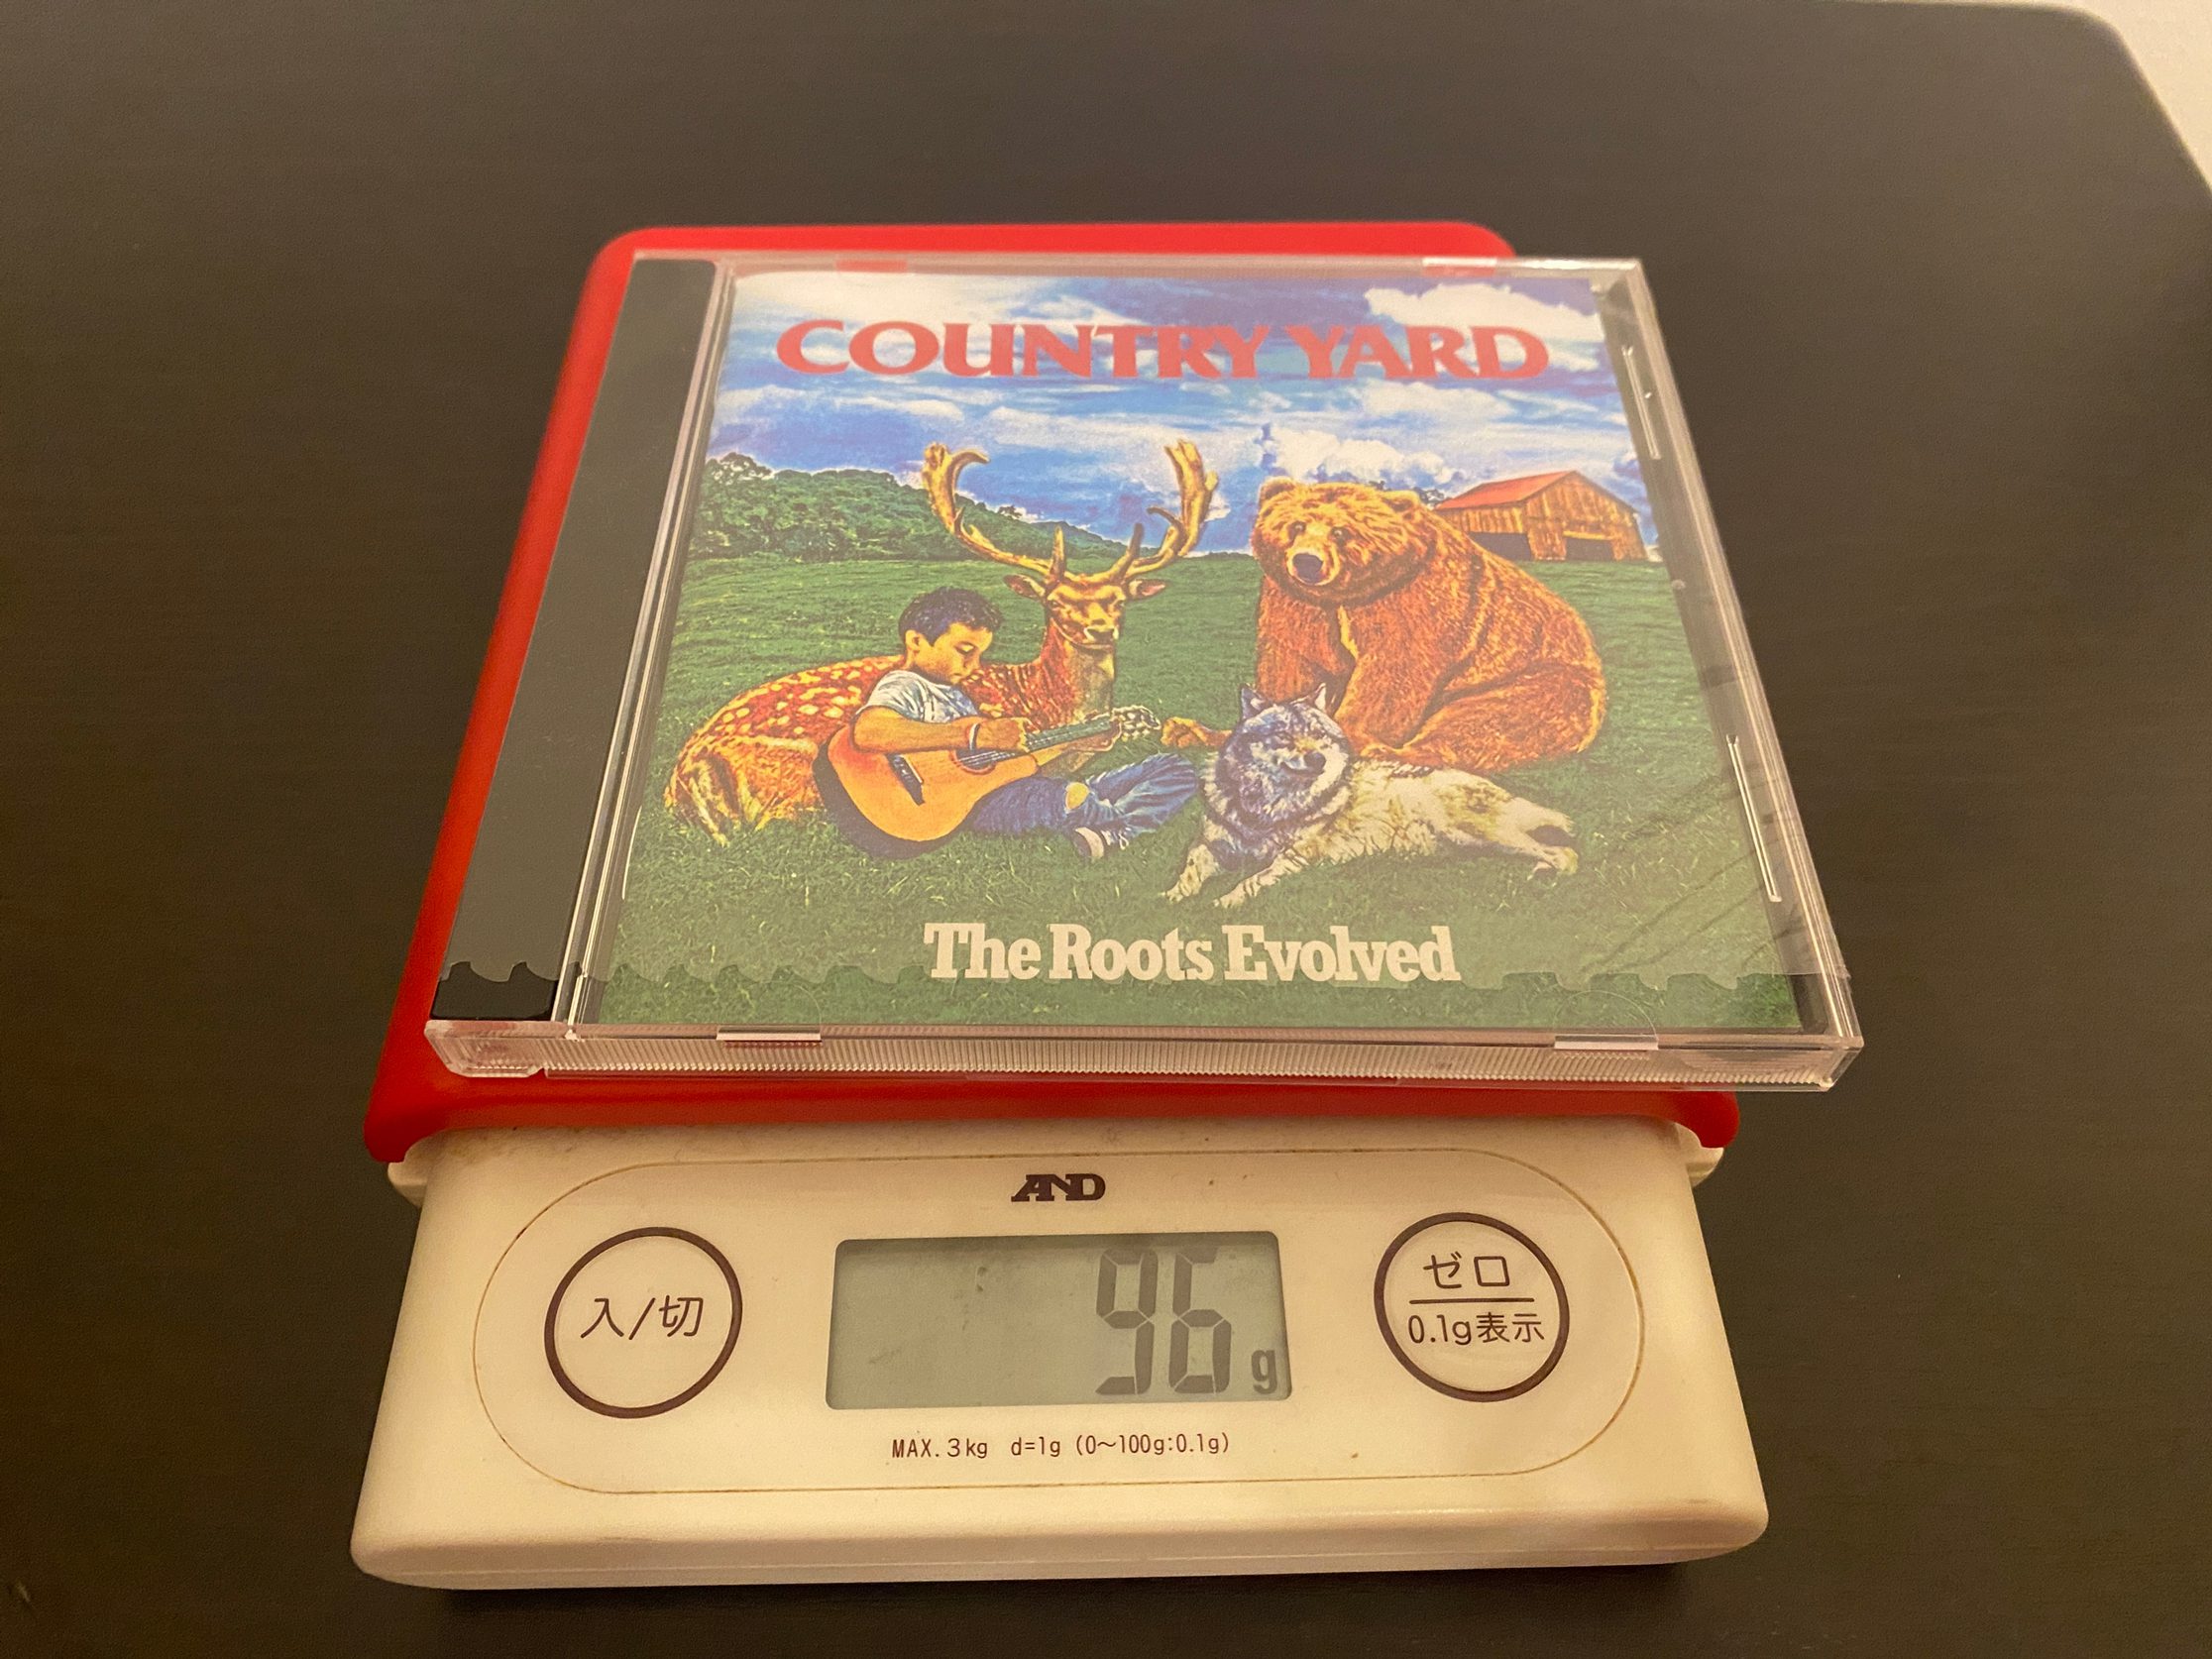 COUNTRY YARD
The Roots Evolved
AND
入/切
96 g
ゼロ
0.1g表示
MAX. 3kg d=1g (0〜100g:0.1g)